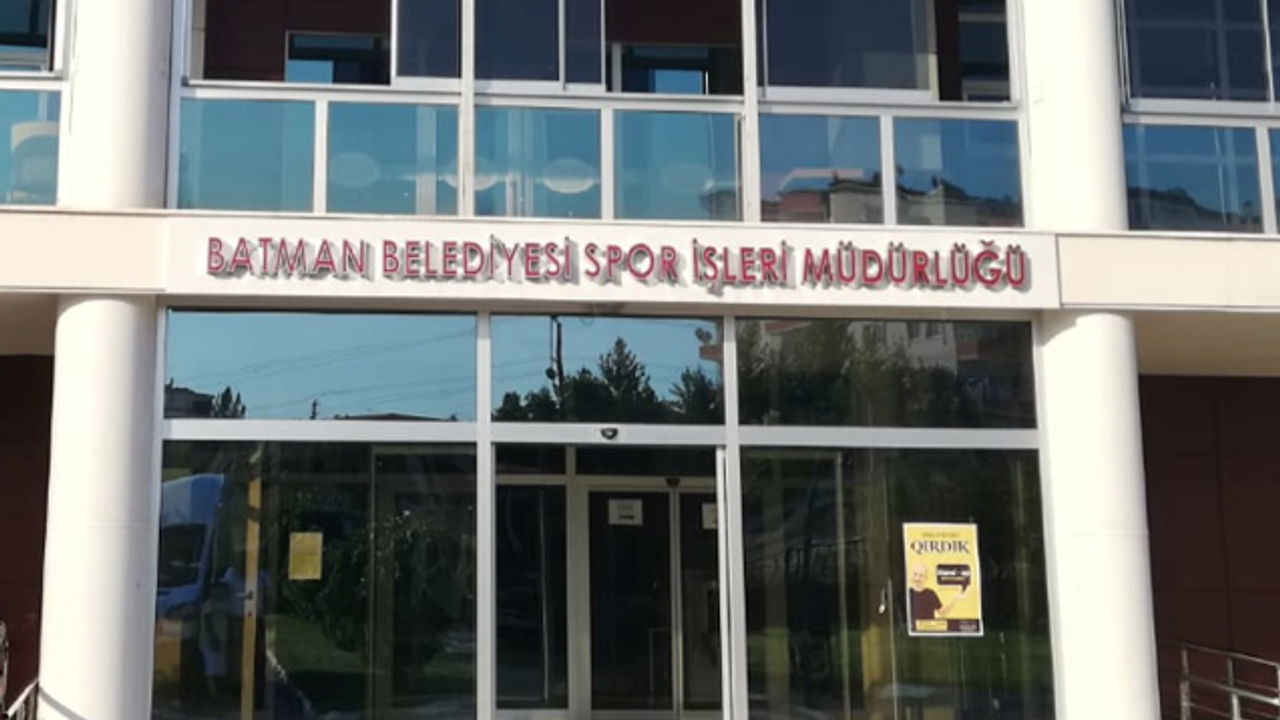 BATMAN BELEDİYESİ SPOR İŞLERİ MÜDÜRLÜĞÜ
QIRDIK